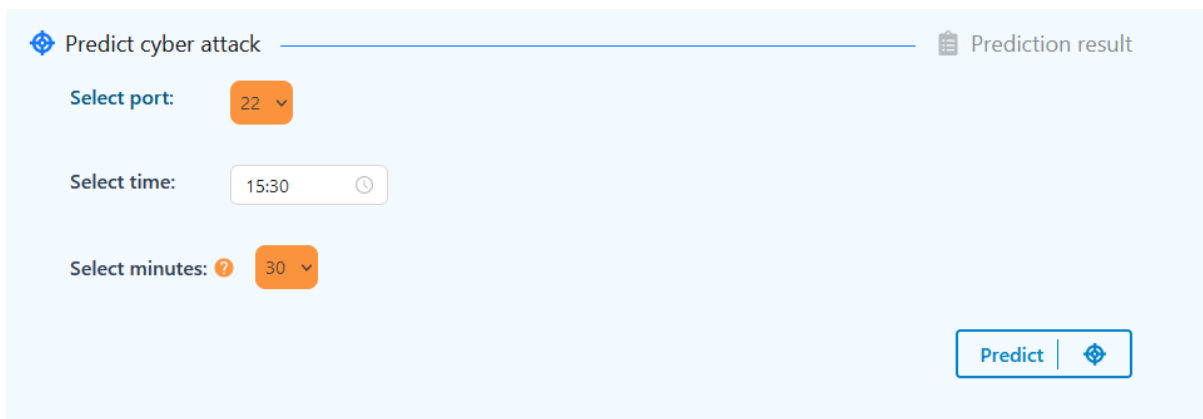 Predict cyber attack Prediction result
Select port: 22
Select time: 15:30
Select minutes: ? 30
Predict